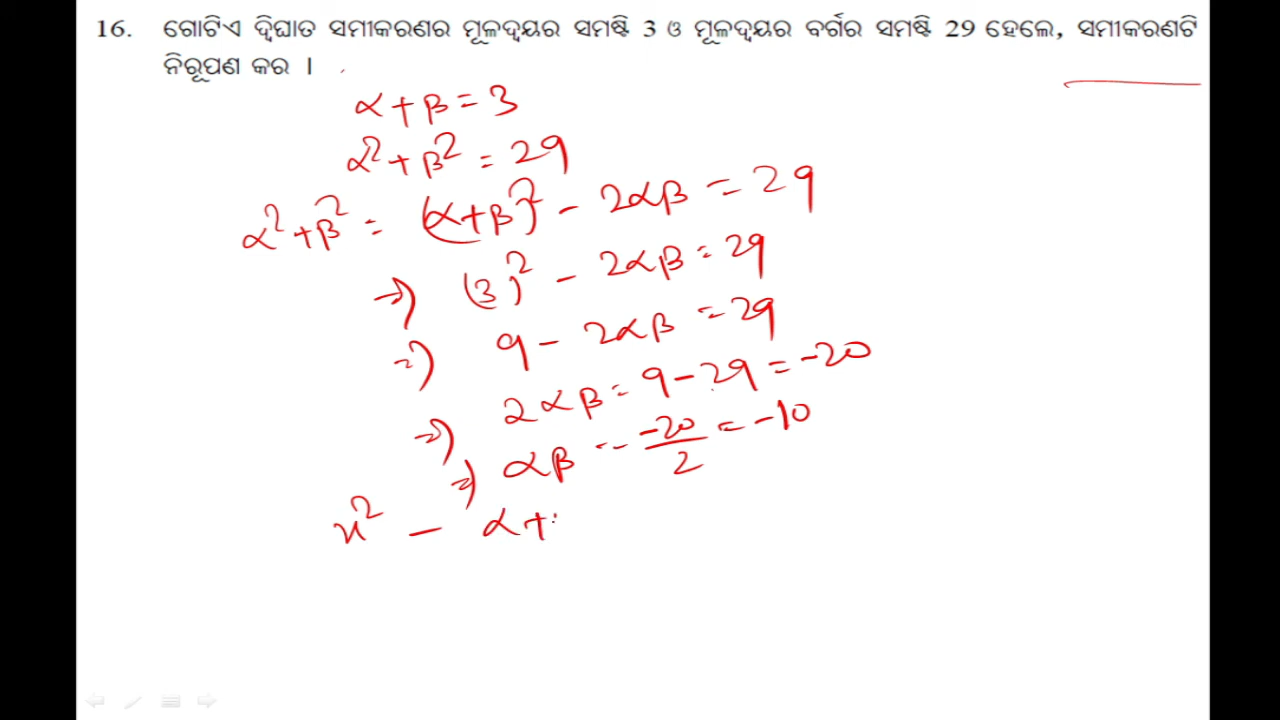 16. ଗୋଟିଏ ଦ୍ୱିଘାତ ସମୀକରଣର ମୂଳଦ୍ୱୟର ସମଷ୍ଟି 3 ଓ ମୂଳଦ୍ୱୟର ବର୍ଗର ସମଷ୍ଟି 29 ହେଲେ, ସମୀକରଣଟି
ନିରୂପଣ କର ।
α + β = 3
α² + β² = 29
α² + β² = (α + β)² − 2αβ = 29
⇒) (3)² − 2αβ = 29
=) 9 − 2αβ = 29
⇒) 2αβ = 9 − 29 = −20
=) αβ = −20/2 = −10
x² − α +